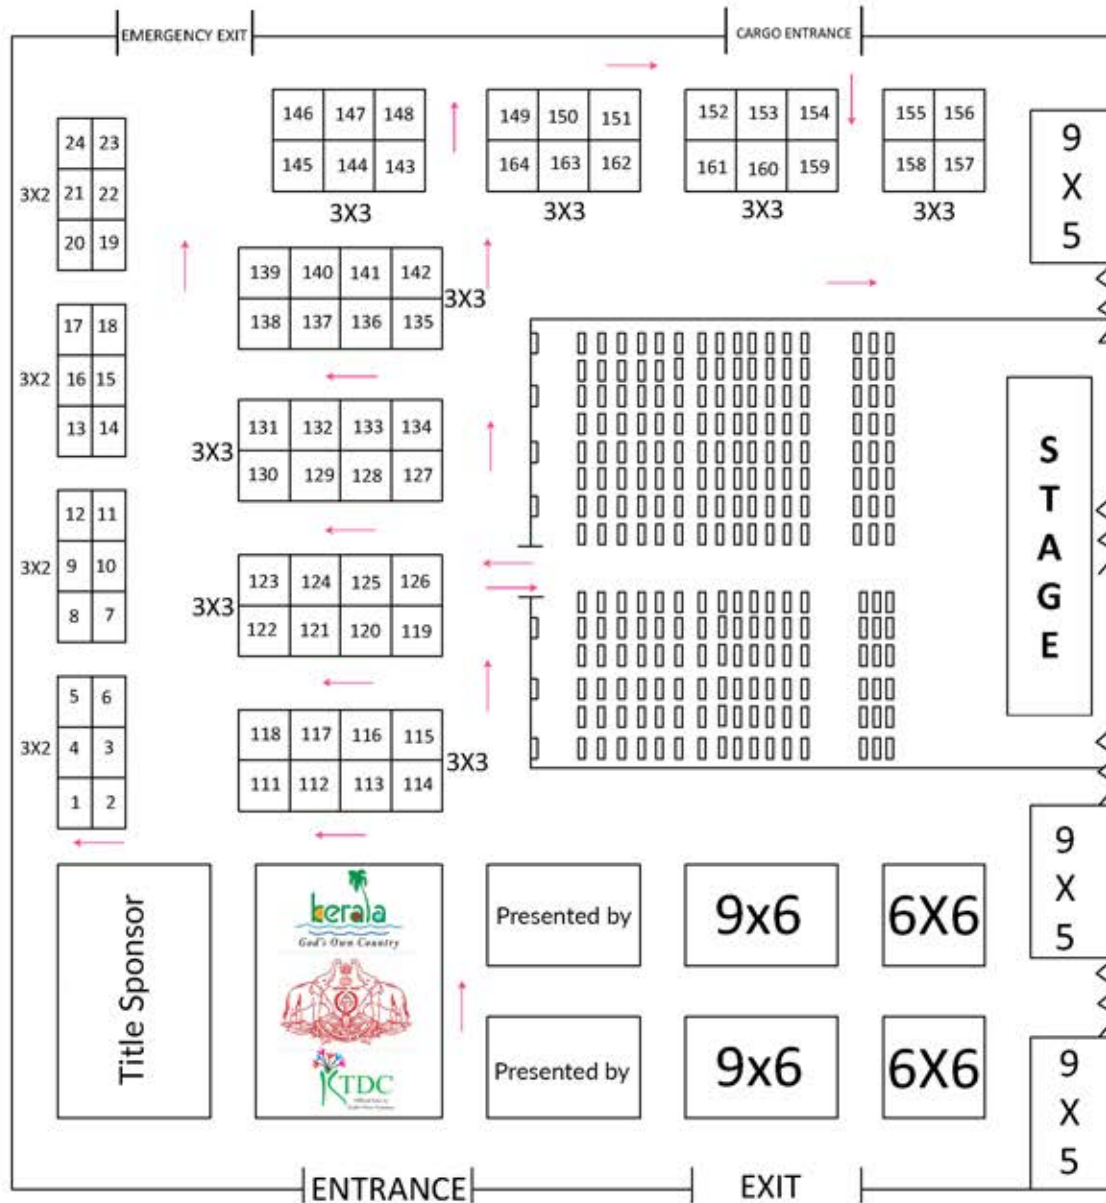 EMERGENCY EXIT
CARGO ENTRANCE
146 147 148
145 144 143
3X3
149 150 151
164 163 162
3X3
152 153 154
161 160 159
3X3
155 156
158 157
3X3
9
X
5
24 23
21 22
20 19
3X2
17 18
16 15
13 14
3X2
12 11
9 10
8 7
3X2
5 6
4 3
1 2
3X2
139 140 141 142
138 137 136 135
3X3
131 132 133 134
130 129 128 127
3X3
123 124 125 126
122 121 120 119
3X3
118 117 116 115
111 112 113 114
3X3
S
T
A
G
E
Title Sponsor
kerala
God's Own Country
KTDC
Presented by
9x6
6X6
9
X
5
Presented by
9x6
6X6
9
X
5
ENTRANCE
EXIT